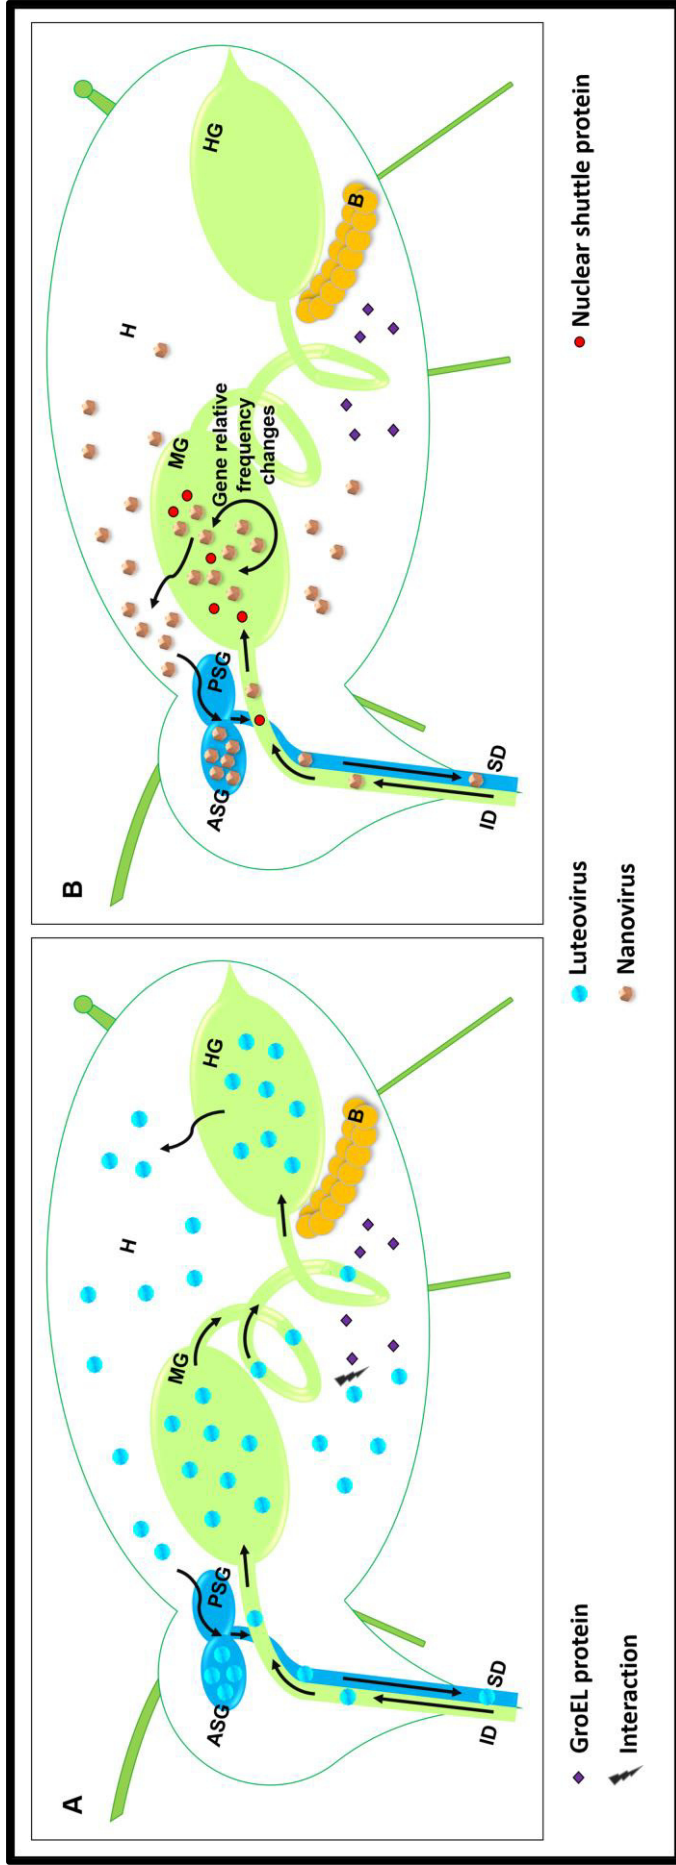 A
ASG
PSG
MG
H
HG
B
ID
SD
B
ASG
PSG
MG
H
HG
Gene relative
frequency
changes
B
ID
SD
GroEL protein
Interaction
Luteovirus
Nanovirus
Nuclear shuttle protein